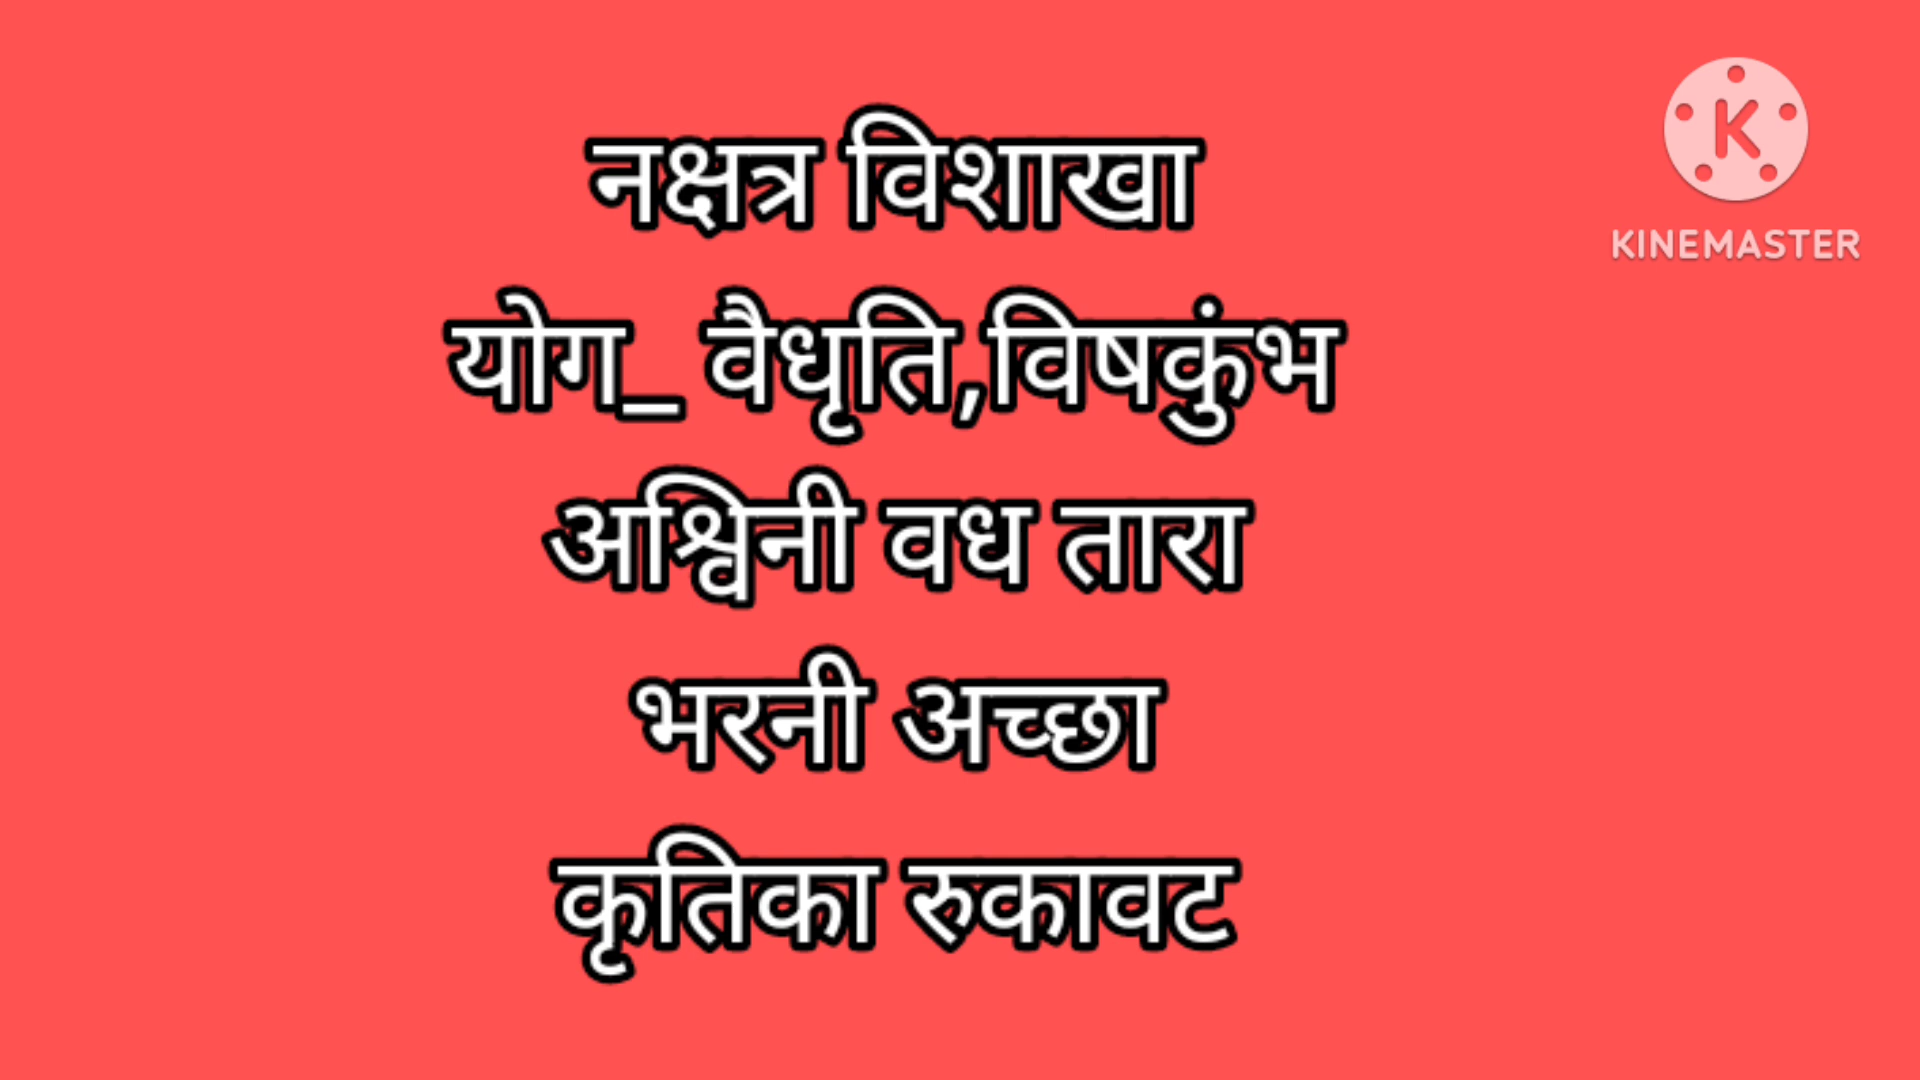 नक्षत्र विशाखा
योग_ वैधृति,विषकुंभ
अश्विनी वध तारा
भरनी अच्छा
कृतिका रुकावट
K
KINEMASTER